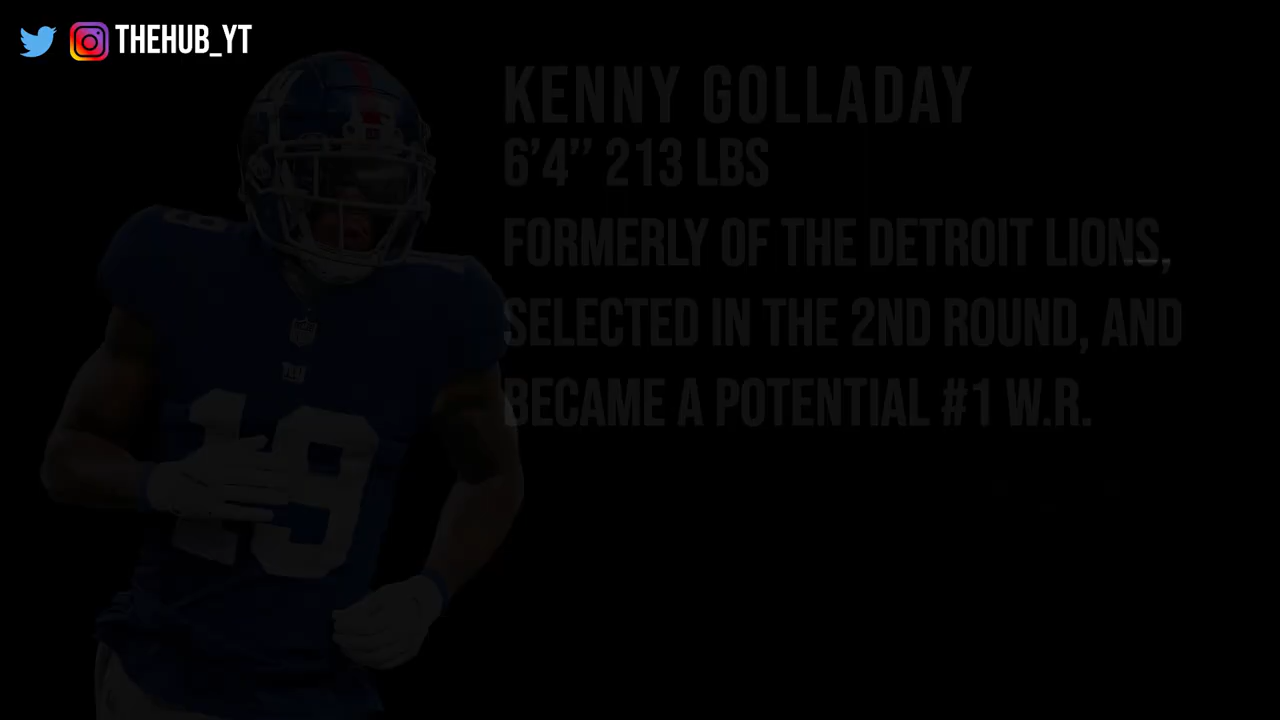 THEHUB_YT
KENNY GOLLADAY
6’4’’ 213 LBS
FORMERLY OF THE DETROIT LIONS,
SELECTED IN THE 2ND ROUND, AND
BECAME A POTENTIAL #1 W.R.
19